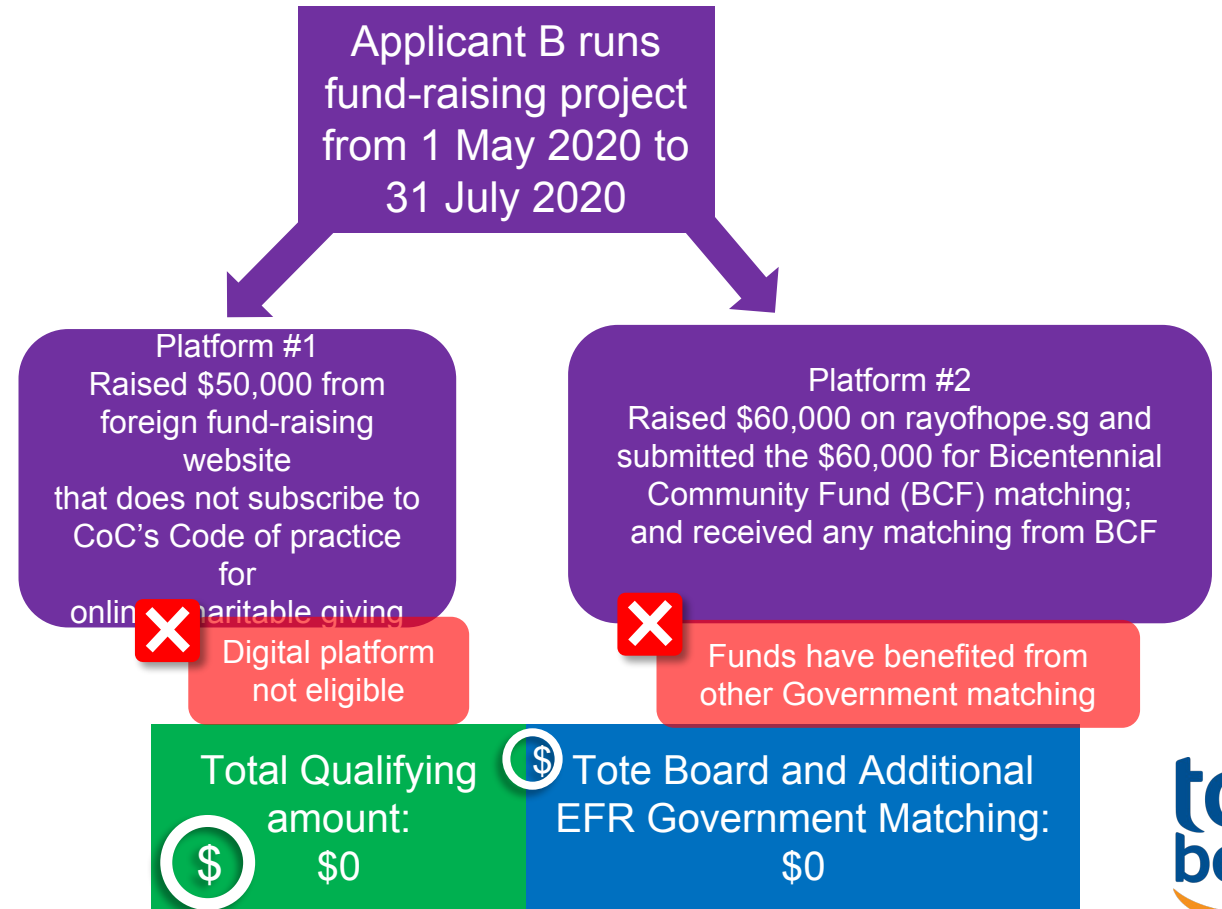 Applicant B runs
fund-raising project
from 1 May 2020 to
31 July 2020
Platform #1
Raised $50,000 from
foreign fund-raising
website
that does not subscribe to
CoC's Code of practice
for
giving
Digital platform
not eligible
Platform #2
Raised $60,000 on rayofhope.sg and
submitted the $60,000 for Bicentennial
Community Fund (BCF) matching;
and received any matching from BCF
Funds have benefited from
other Government matching
Total Qualifying
amount:
$ $0
$ Tote Board and Additional
EFR Government Matching:
$0